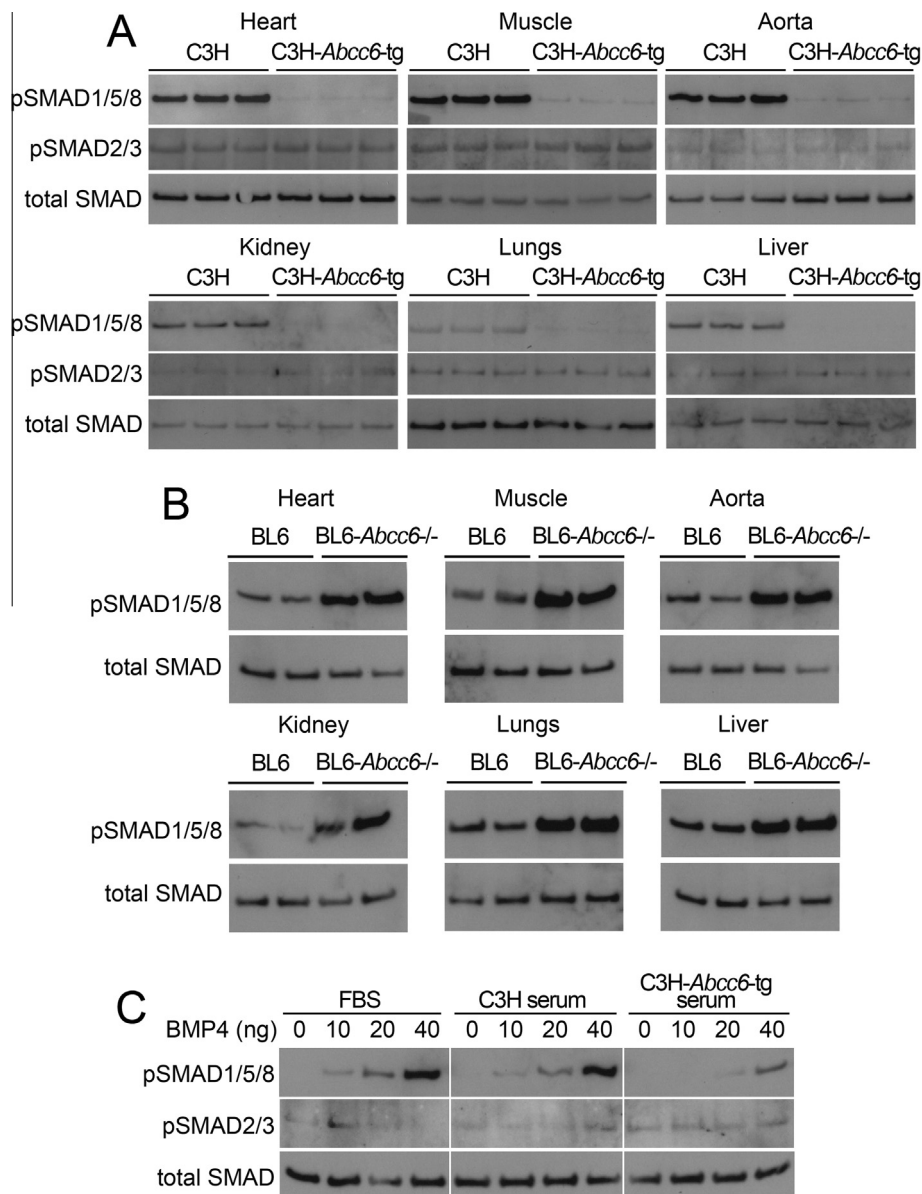 A
Heart Muscle Aorta
C3H C3H-Abcc6-tg C3H C3H-Abcc6-tg C3H C3H-Abcc6-tg
pSMAD1/5/8
pSMAD2/3
total SMAD
Kidney Lungs Liver
C3H C3H-Abcc6-tg C3H C3H-Abcc6-tg C3H C3H-Abcc6-tg
pSMAD1/5/8
pSMAD2/3
total SMAD
B
Heart Muscle Aorta
BL6 BL6-Abcc6-/- BL6 BL6-Abcc6-/- BL6 BL6-Abcc6-/-
pSMAD1/5/8
total SMAD
Kidney Lungs Liver
BL6 BL6-Abcc6-/- BL6 BL6-Abcc6-/- BL6 BL6-Abcc6-/-
pSMAD1/5/8
total SMAD
C
FBS C3H serum C3H-Abcc6-tg serum
BMP4 (ng) 0 10 20 40 0 10 20 40 0 10 20 40
pSMAD1/5/8
pSMAD2/3
total SMAD